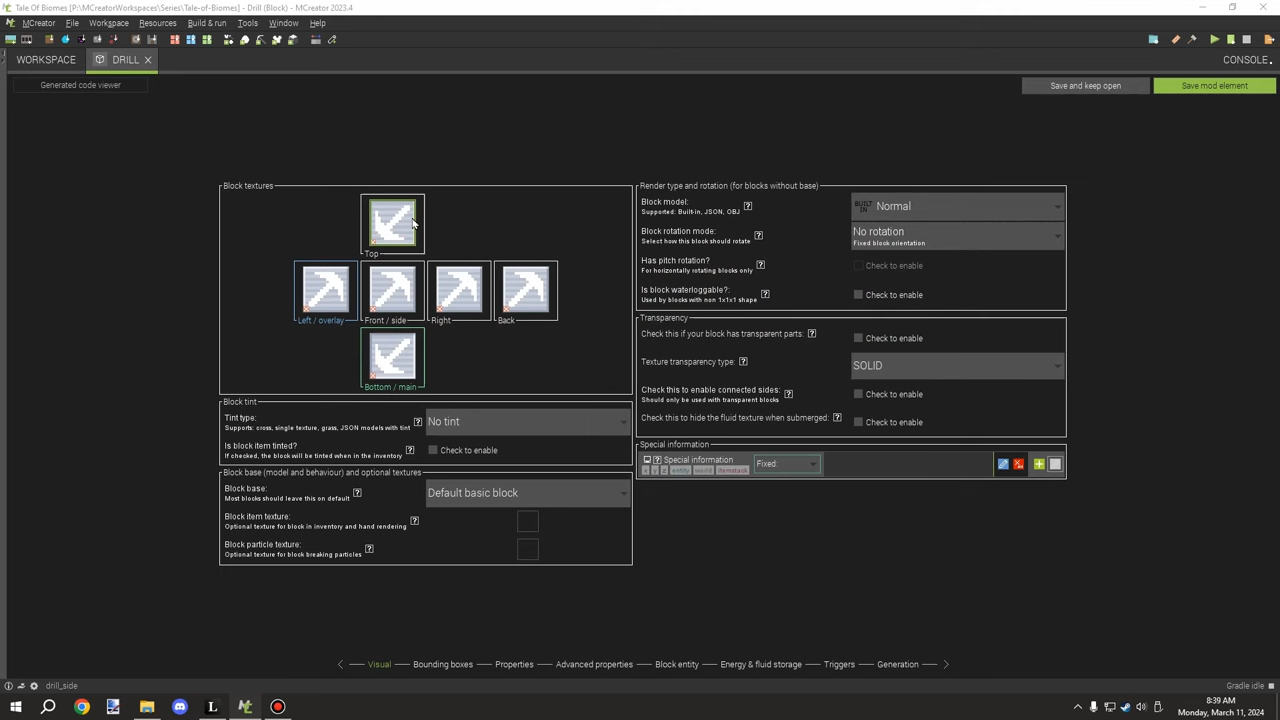 Tale Of Biomes [P:\MCreatorWorkspaces\Series\Tale-of-Biomes] - Drill (Block) - MCreator 2023.4
MCreator File Workspace Resources Build & run Tools Window Help
WORKSPACE DRILL CONSOLE
Generated code viewer Save and keep open Save mod element
Block textures
Top
Left / overlay Front / side Right Back
Bottom / main
Block tint
Tint type: ? No tint
Supports: cross, single texture, grass, JSON models with tint
Is block item tinted? ? Check to enable
If checked, the block will be tinted when in the inventory
Block base (model and behaviour) and optional textures
Block base: ? Default basic block
Most blocks should leave this on default
Block item texture: ?
Optional texture for block in inventory and hand rendering
Block particle texture: ?
Optional texture for block breaking particles
Render type and rotation (for blocks without base)
Block model: ? BUILT IN Normal
Supported: Built-in, JSON, OBJ
Block rotation mode: ? No rotation
Select how this block should rotate Fixed block orientation
Has pitch rotation? ? Check to enable
For horizontally rotating blocks only
Is block waterloggable? ? Check to enable
Used by blocks with non 1x1x1 shape
Transparency
Check this if your block has transparent parts: ? Check to enable
Texture transparency type: ? SOLID
Check this to enable connected sides: ? Check to enable
Should only be used with transparent blocks
Check this to hide the fluid texture when submerged: ? Check to enable
Special information
? Special information Fixed:
x y z entity world itemstack
Visual Bounding boxes Properties Advanced properties Block entity Energy & fluid storage Triggers Generation
drill_side Gradle idle
8:39 AM
Monday, March 11, 2024